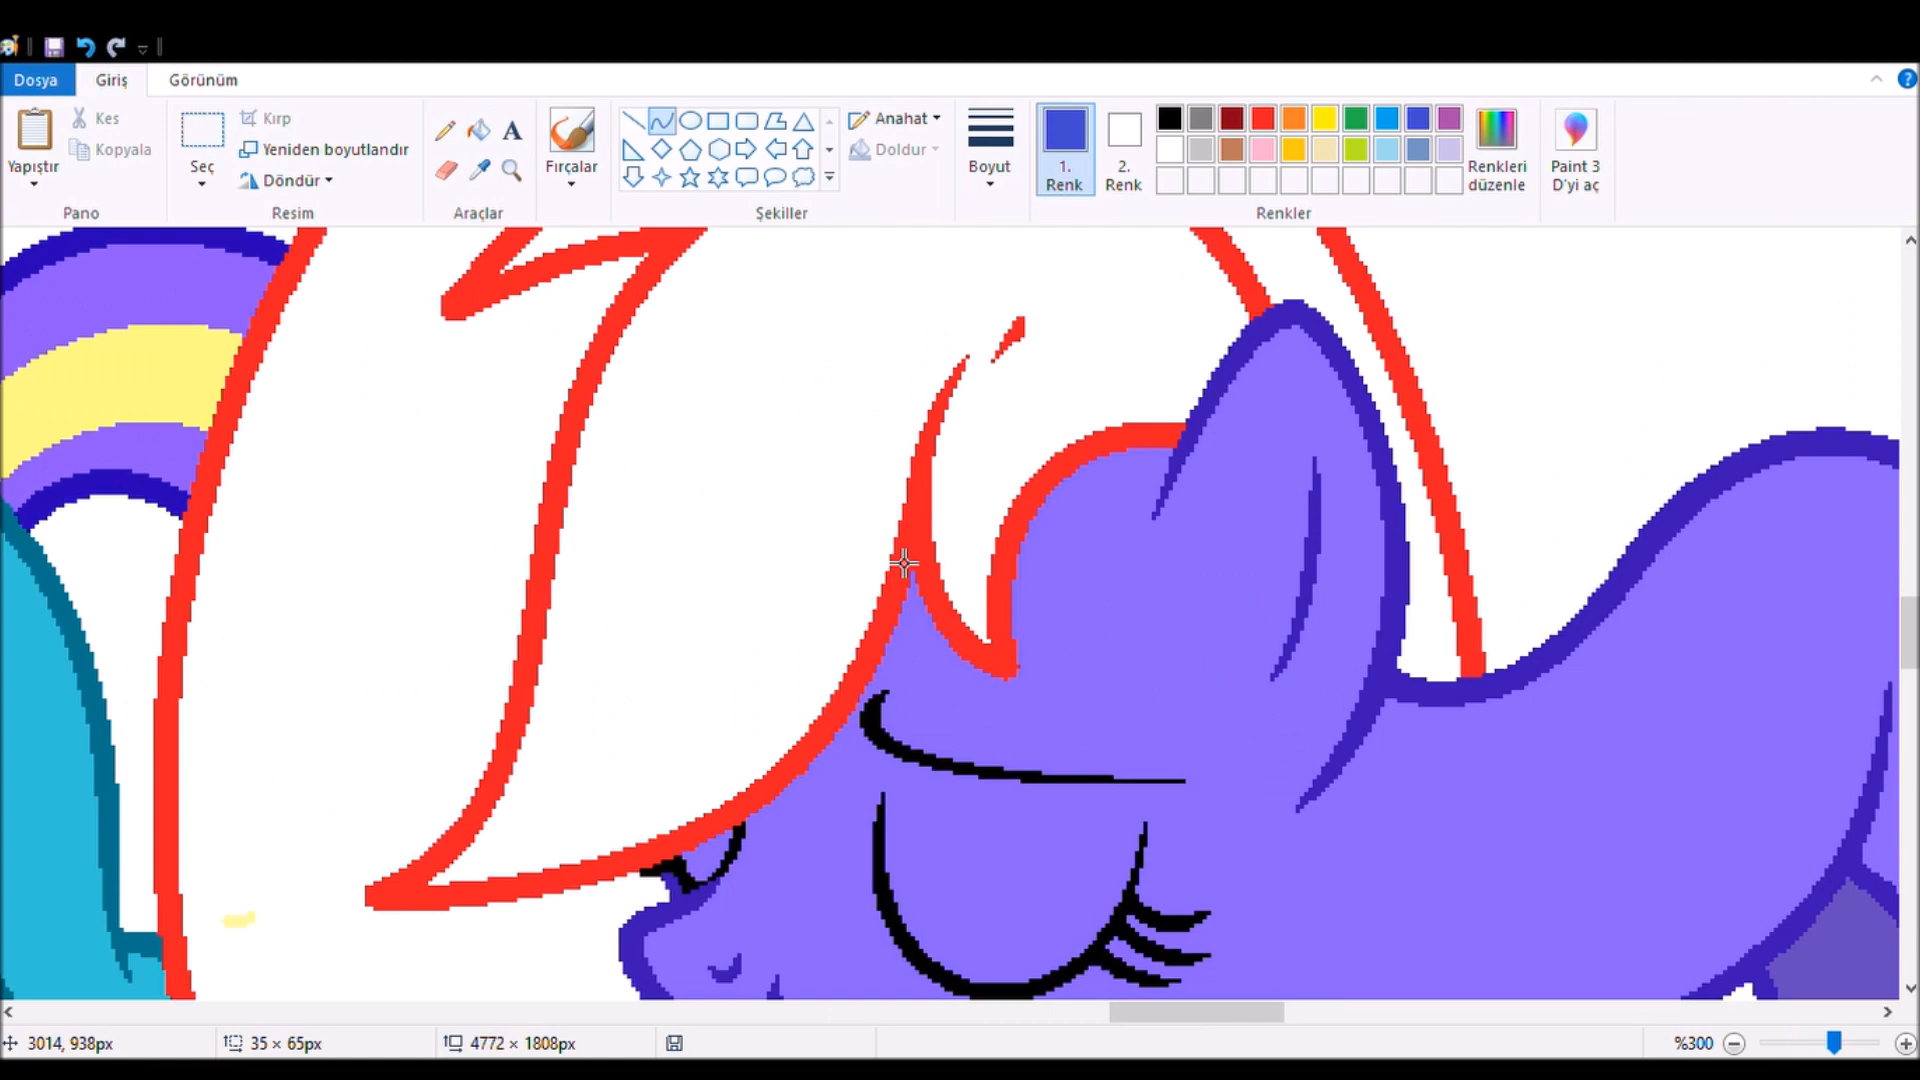 Dosya Giriş Görünüm
Yapıştır
Kes
Kopyala
Pano
Seç
Kırp
Yeniden boyutlandır
Döndür
Resim
A
Araçlar
Fırçalar
Anahat
Doldur
Şekiller
Boyut
1.
Renk
2.
Renk
Renkler
Renkleri
düzenle
Paint 3
D'yi aç
?
3014, 938px
35 × 65px
4772 × 1808px
%300